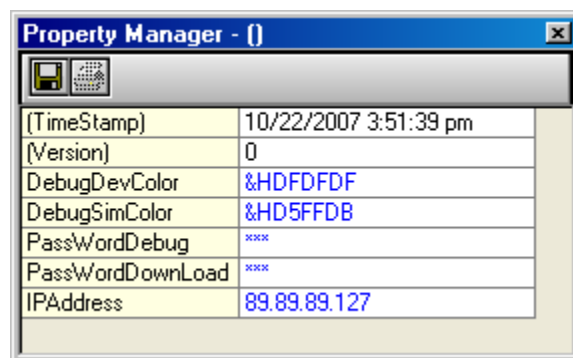 Property Manager - ()
(TimeStamp) 10/22/2007 3:51:39 pm
(Version) 0
DebugDevColor &HDFDFDF
DebugSimColor &HD5FFDB
PassWordDebug ***
PassWordDownLoad ***
IPAddress 89.89.89.127